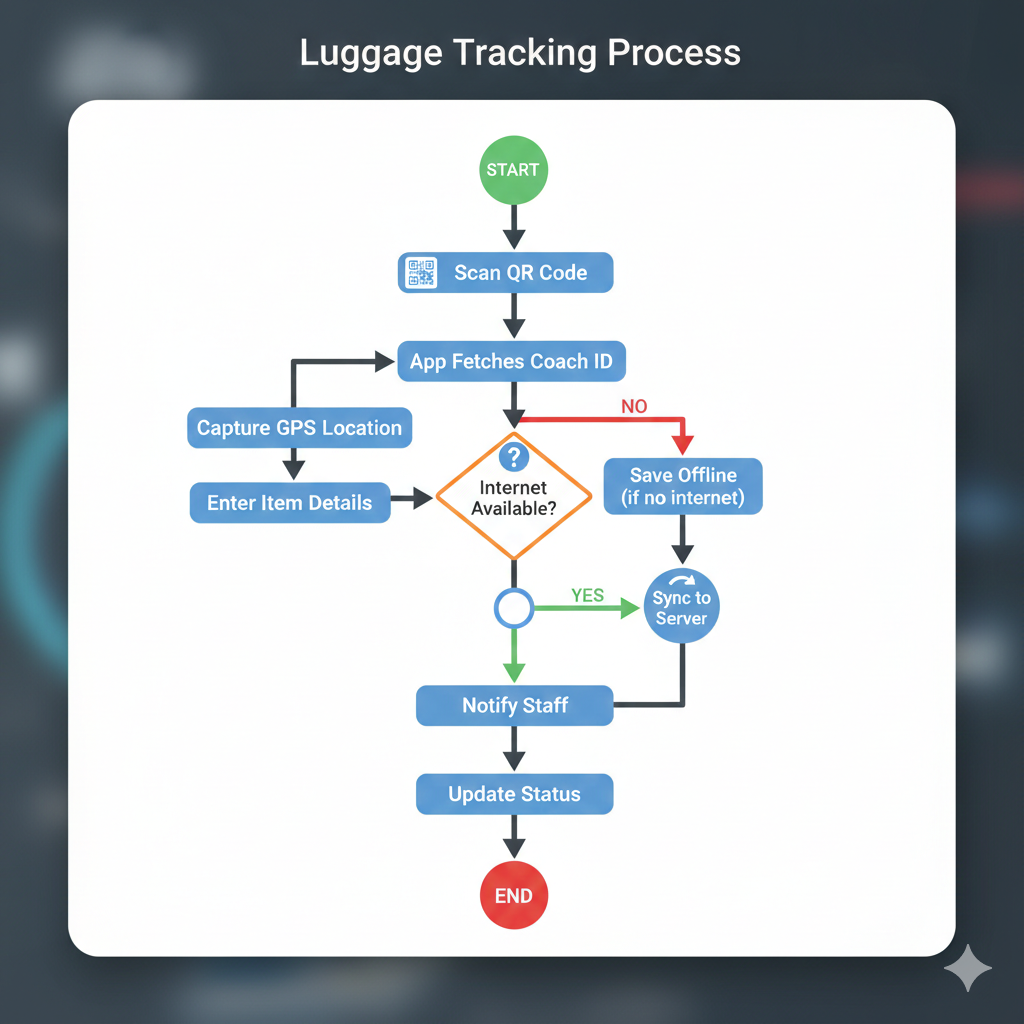 Luggage Tracking Process
START
Scan QR Code
App Fetches Coach ID
NO
Capture GPS Location
?
Internet
Available?
Save Offline
(if no internet)
Enter Item Details
YES
Sync to
Server
Notify Staff
Update Status
END